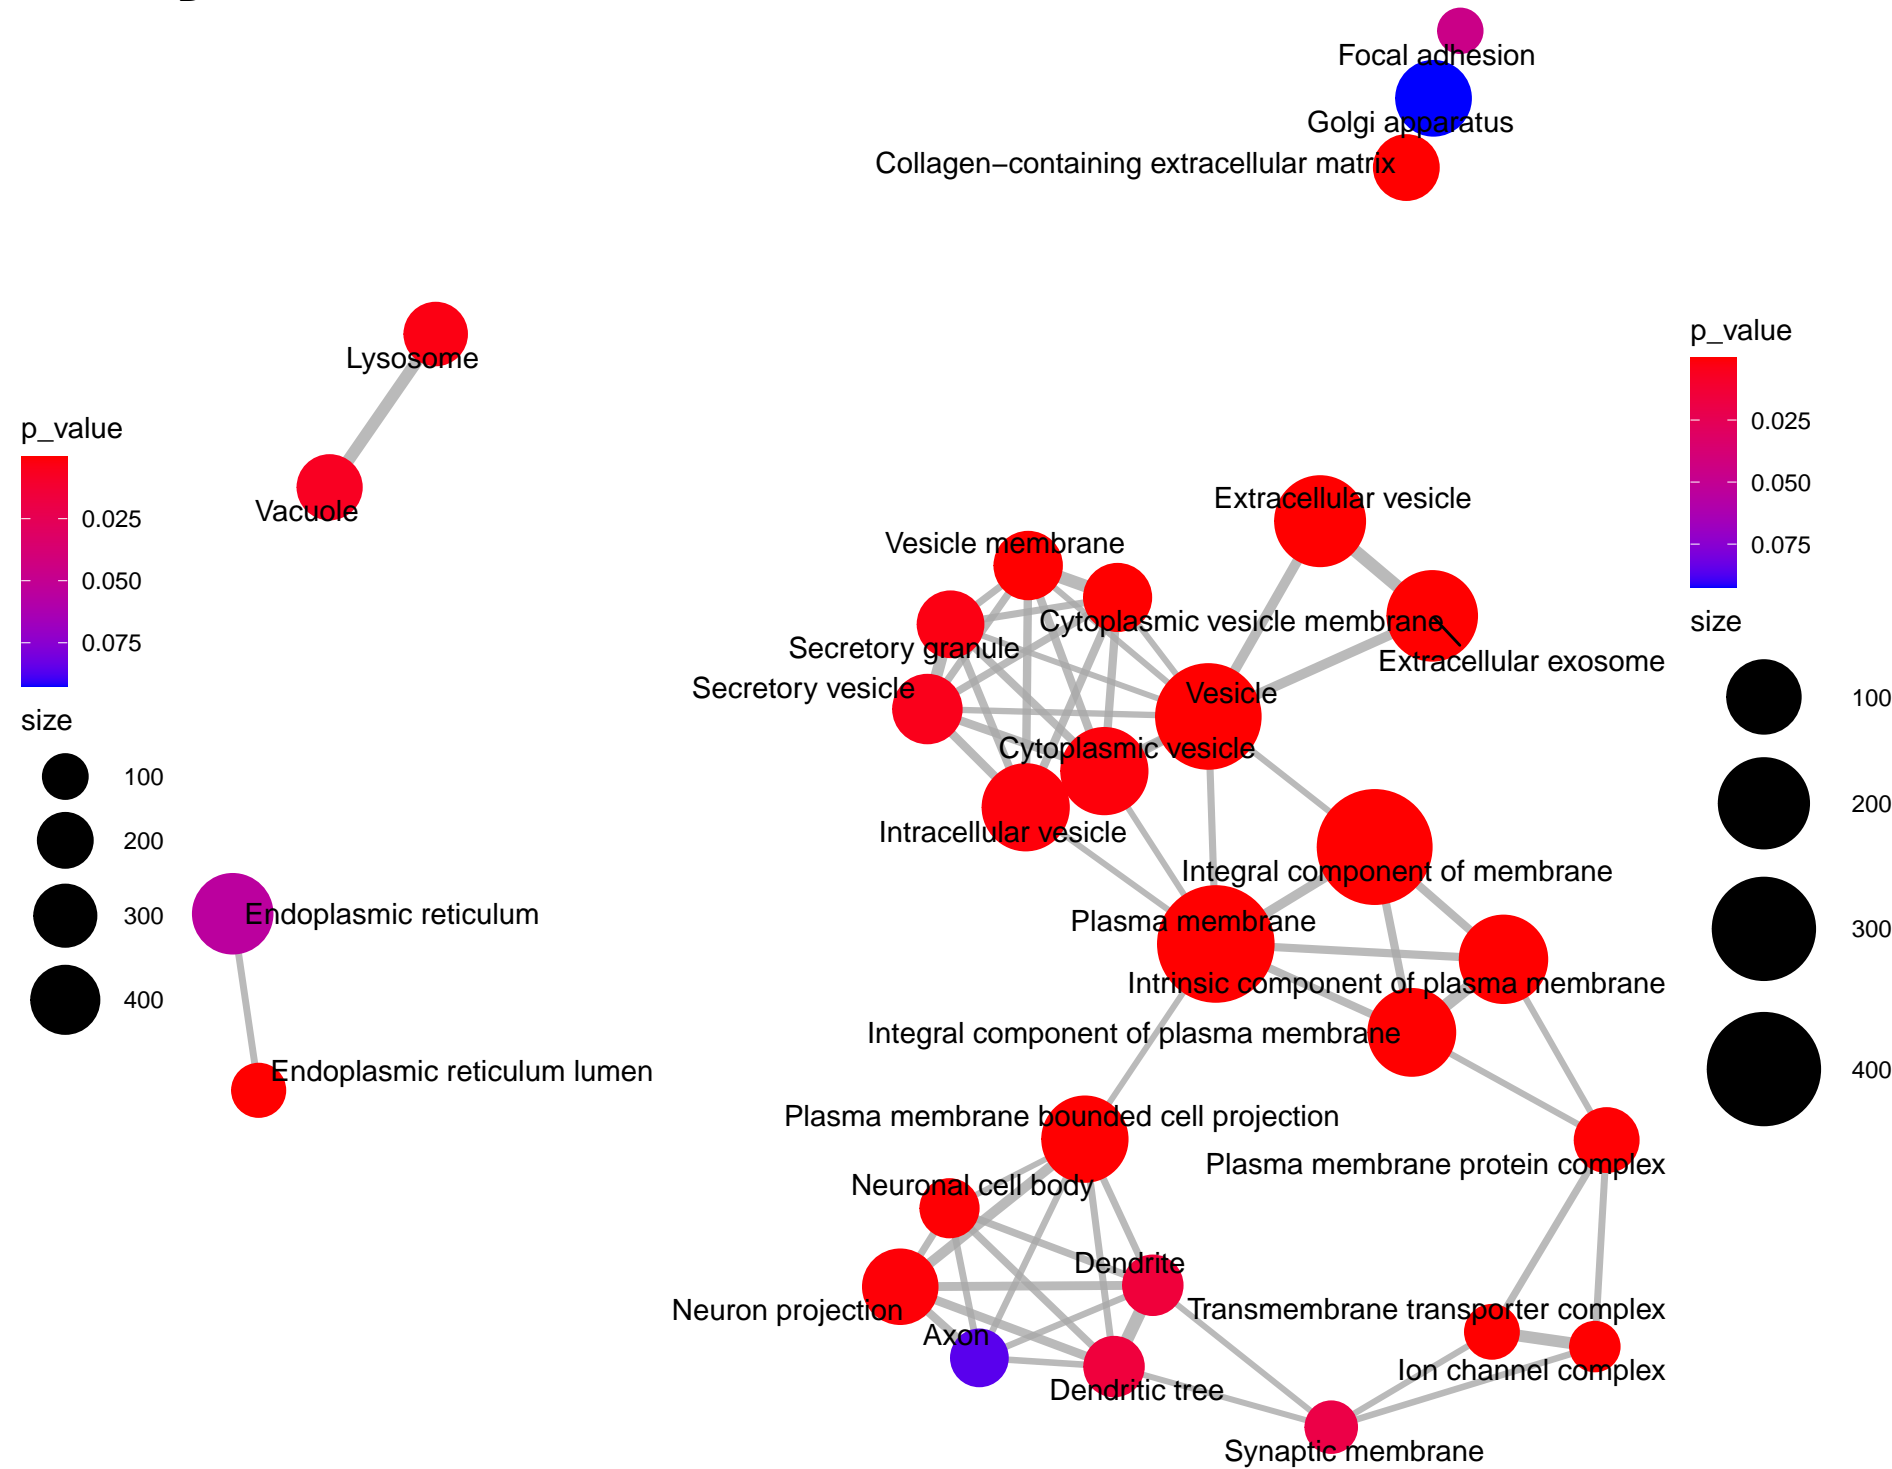 Focal adhesion
Golgi apparatus
Collagen−containing extracellular matrix
Lysosome
Vacuole
p_value
0.025
0.050
0.075
size
100
200
300
400
Endoplasmic reticulum
Endoplasmic reticulum lumen
Extracellular vesicle
Vesicle membrane
Cytoplasmic vesicle membrane
Secretory granule
Extracellular exosome
Secretory vesicle
Vesicle
Cytoplasmic vesicle
Intracellular vesicle
Integral component of membrane
Plasma membrane
Intrinsic component of plasma membrane
Integral component of plasma membrane
Plasma membrane bounded cell projection
Plasma membrane protein complex
Neuronal cell body
Dendrite
Neuron projection
Transmembrane transporter complex
Axon
Ion channel complex
Dendritic tree
Synaptic membrane
p_value
0.025
0.050
0.075
size
100
200
300
400